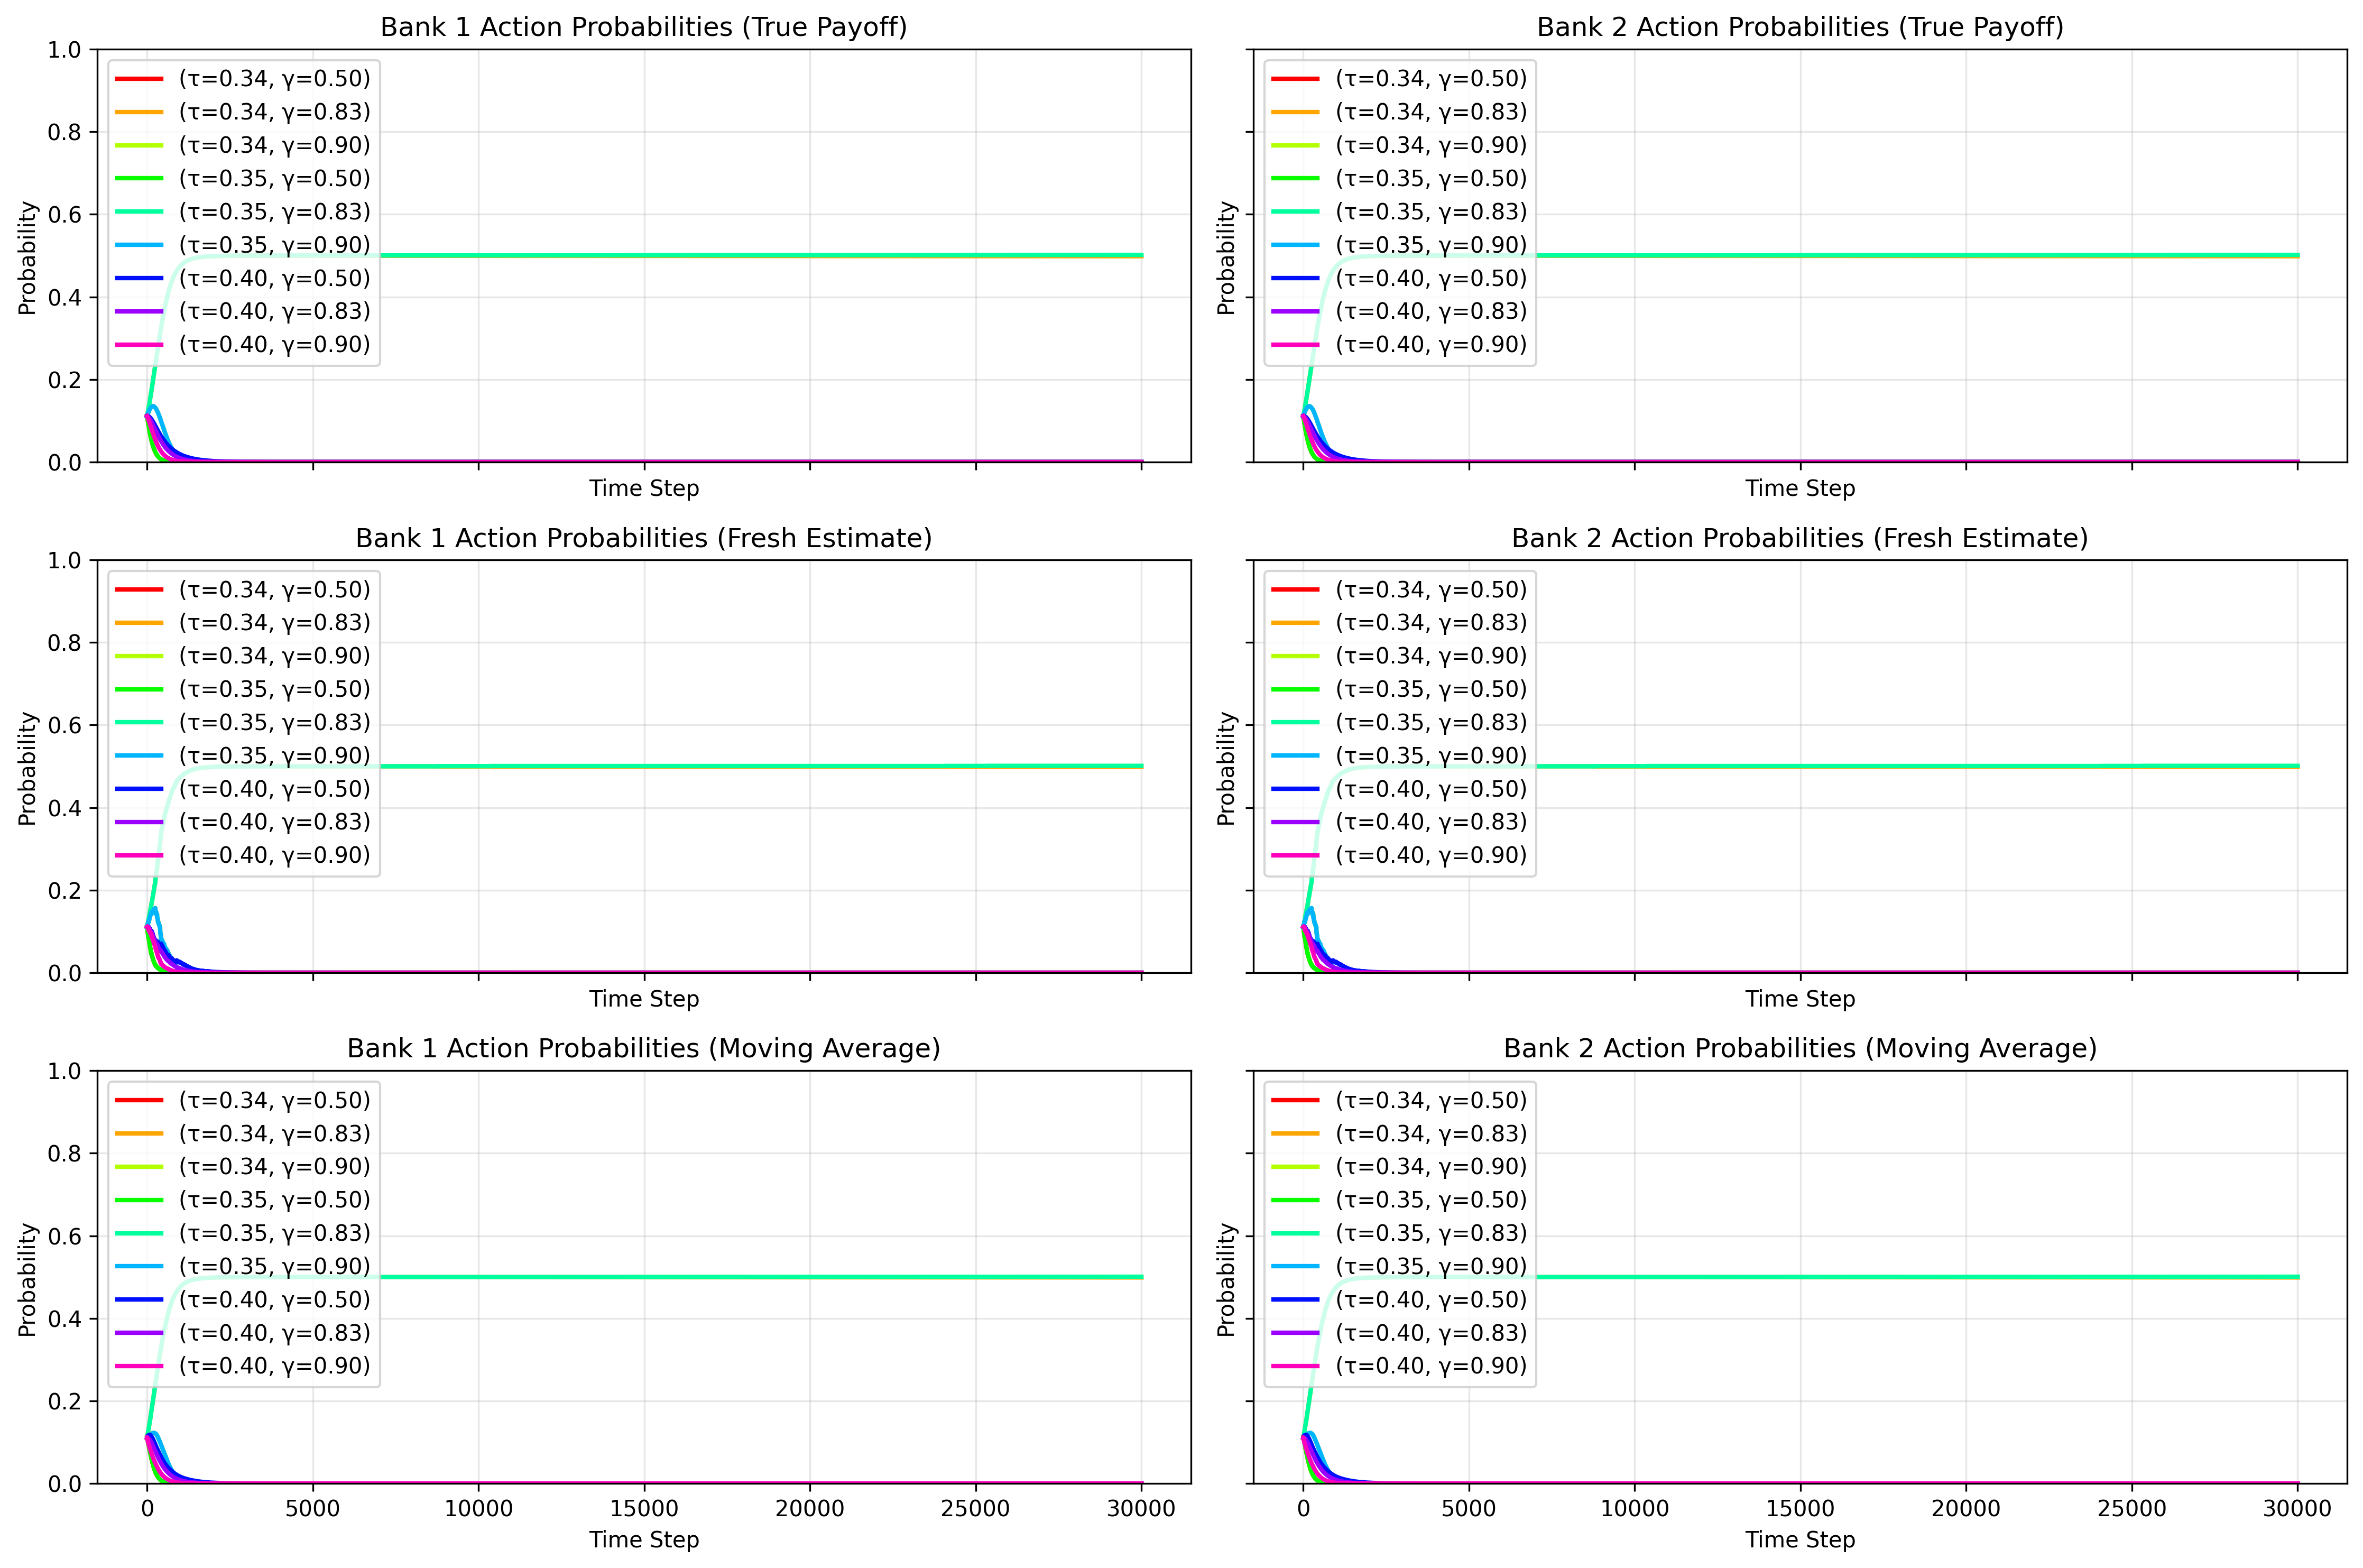 Bank 1 Action Probabilities (True Payoff)
Probability
1.0
0.8
0.6
0.4
0.2
0.0
(τ=0.34, γ=0.50)
(τ=0.34, γ=0.83)
(τ=0.34, γ=0.90)
(τ=0.35, γ=0.50)
(τ=0.35, γ=0.83)
(τ=0.35, γ=0.90)
(τ=0.40, γ=0.50)
(τ=0.40, γ=0.83)
(τ=0.40, γ=0.90)
Time Step
Bank 2 Action Probabilities (True Payoff)
Probability
(τ=0.34, γ=0.50)
(τ=0.34, γ=0.83)
(τ=0.34, γ=0.90)
(τ=0.35, γ=0.50)
(τ=0.35, γ=0.83)
(τ=0.35, γ=0.90)
(τ=0.40, γ=0.50)
(τ=0.40, γ=0.83)
(τ=0.40, γ=0.90)
Time Step
Bank 1 Action Probabilities (Fresh Estimate)
Probability
1.0
0.8
0.6
0.4
0.2
0.0
(τ=0.34, γ=0.50)
(τ=0.34, γ=0.83)
(τ=0.34, γ=0.90)
(τ=0.35, γ=0.50)
(τ=0.35, γ=0.83)
(τ=0.35, γ=0.90)
(τ=0.40, γ=0.50)
(τ=0.40, γ=0.83)
(τ=0.40, γ=0.90)
Time Step
Bank 2 Action Probabilities (Fresh Estimate)
Probability
(τ=0.34, γ=0.50)
(τ=0.34, γ=0.83)
(τ=0.34, γ=0.90)
(τ=0.35, γ=0.50)
(τ=0.35, γ=0.83)
(τ=0.35, γ=0.90)
(τ=0.40, γ=0.50)
(τ=0.40, γ=0.83)
(τ=0.40, γ=0.90)
Time Step
Bank 1 Action Probabilities (Moving Average)
Probability
1.0
0.8
0.6
0.4
0.2
0.0
(τ=0.34, γ=0.50)
(τ=0.34, γ=0.83)
(τ=0.34, γ=0.90)
(τ=0.35, γ=0.50)
(τ=0.35, γ=0.83)
(τ=0.35, γ=0.90)
(τ=0.40, γ=0.50)
(τ=0.40, γ=0.83)
(τ=0.40, γ=0.90)
0 5000 10000 15000 20000 25000 30000
Time Step
Bank 2 Action Probabilities (Moving Average)
Probability
(τ=0.34, γ=0.50)
(τ=0.34, γ=0.83)
(τ=0.34, γ=0.90)
(τ=0.35, γ=0.50)
(τ=0.35, γ=0.83)
(τ=0.35, γ=0.90)
(τ=0.40, γ=0.50)
(τ=0.40, γ=0.83)
(τ=0.40, γ=0.90)
0 5000 10000 15000 20000 25000 30000
Time Step